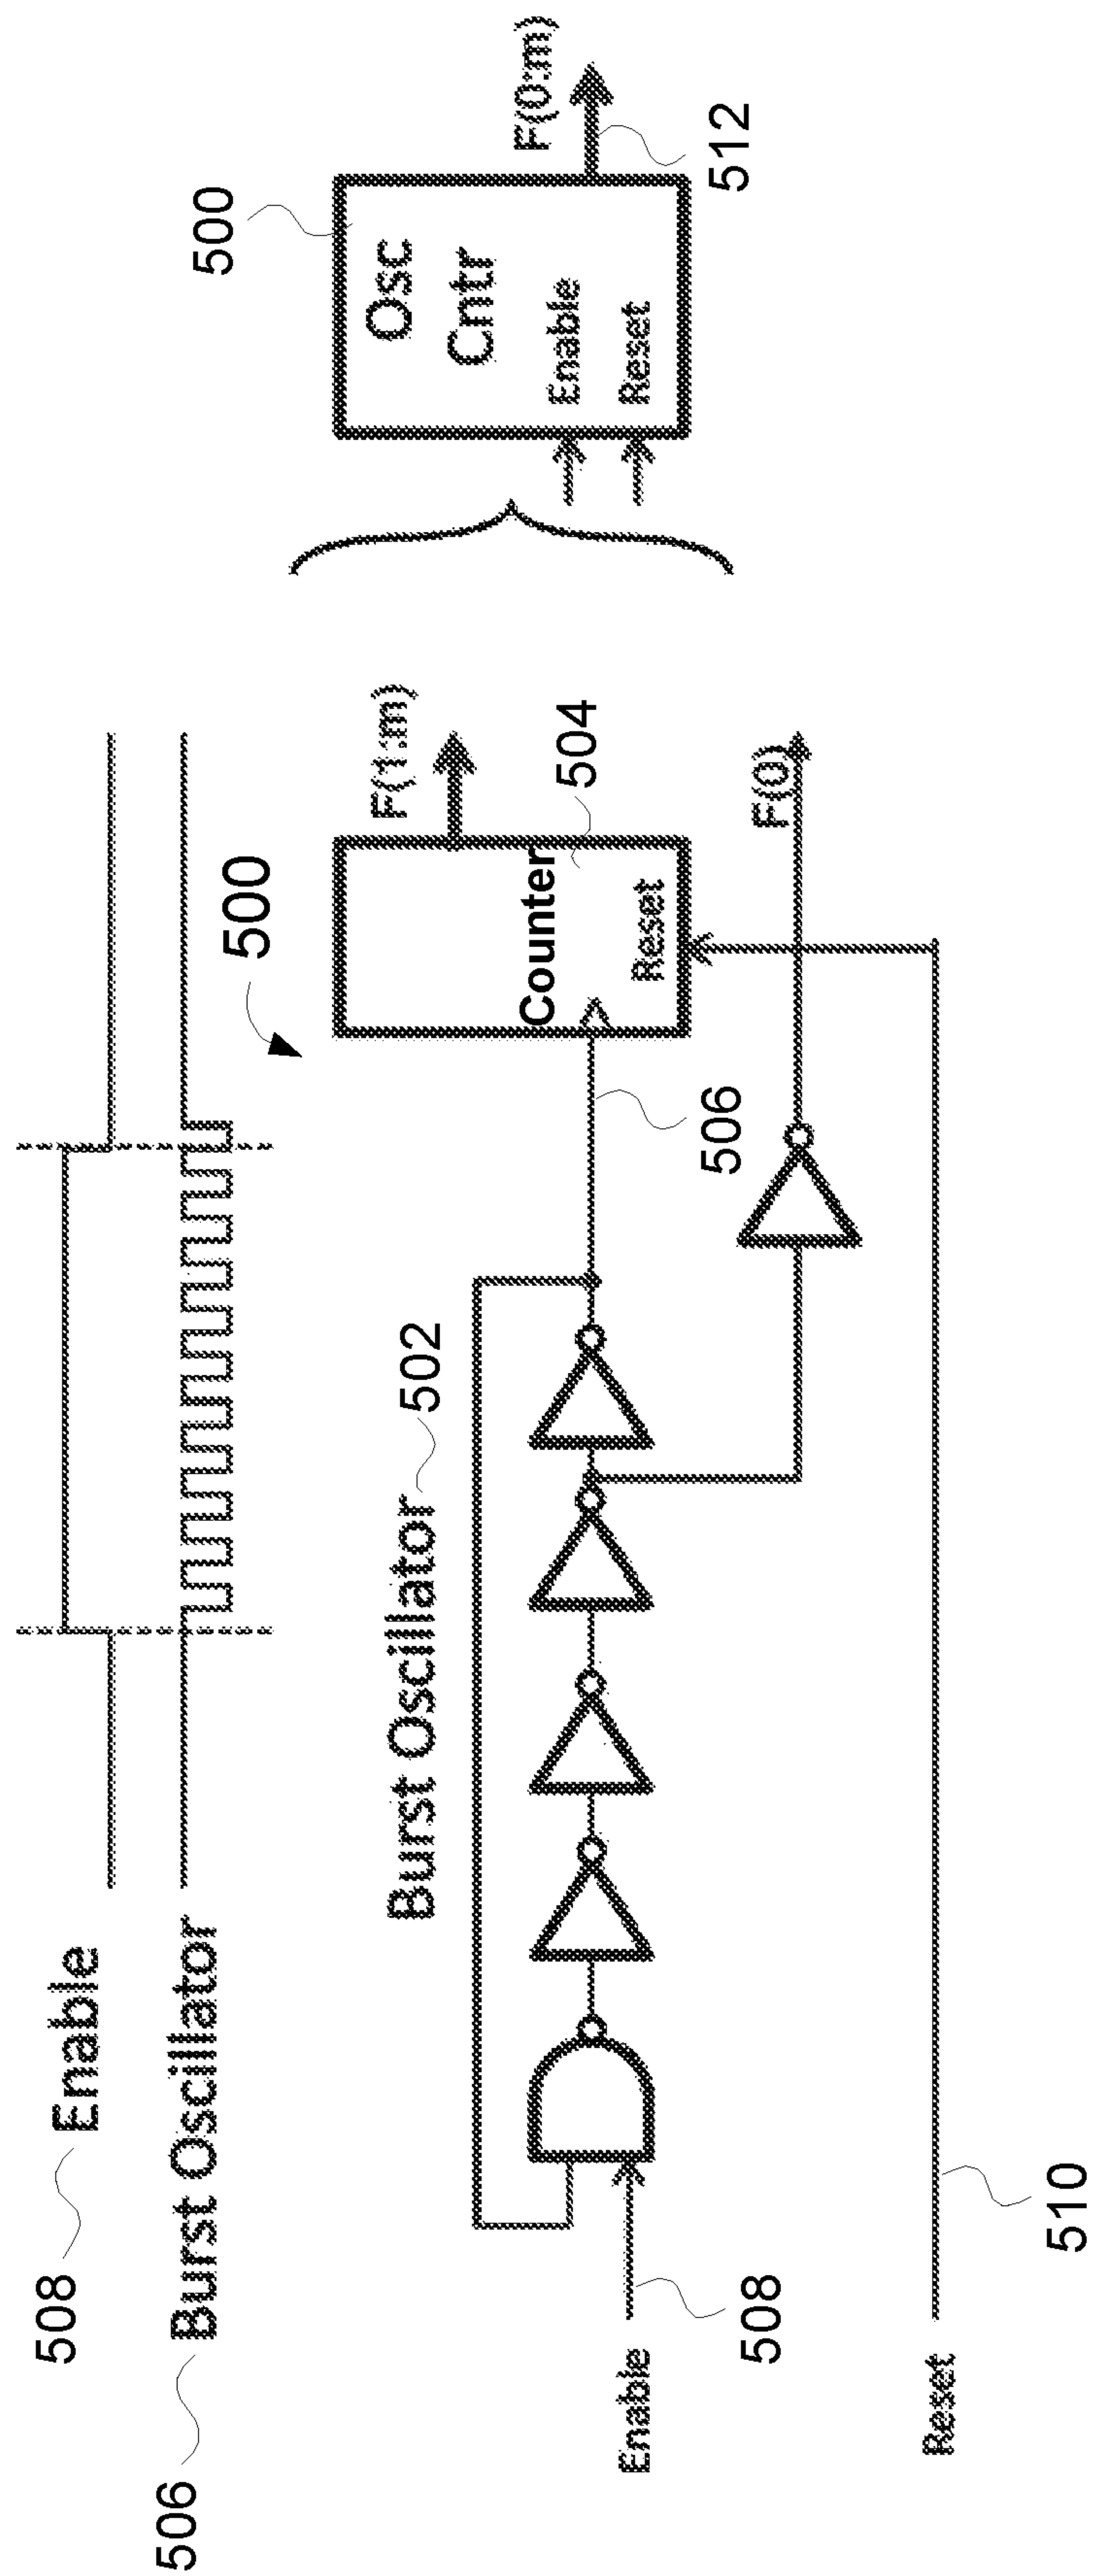 508
Enable
506
Burst Oscillator
500
Burst Oscillator
502
Counter
Reset
504
F(1:m)
506
F(0)
Enable
508
Reset
510
500
Osc
Cntr
Enable
Reset
F(0:m)
512